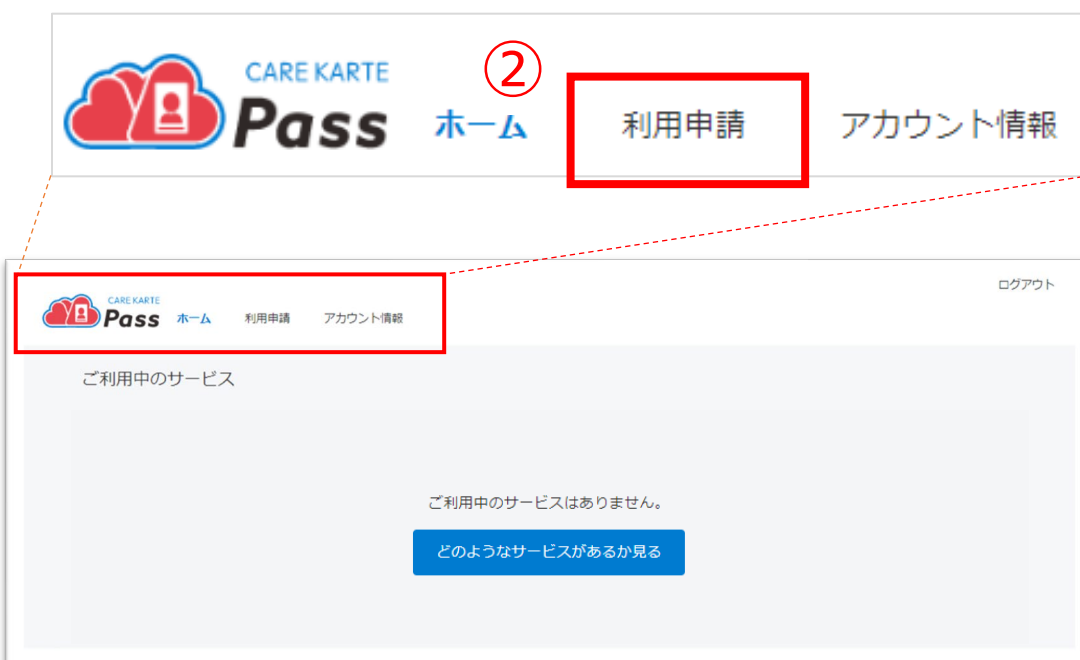 CARE KARTE
Pass
②
ホーム 利用申請 アカウント情報
ログアウト
CARE KARTE
Pass
ホーム 利用申請 アカウント情報
ご利用中のサービス
ご利用中のサービスはありません。
どのようなサービスがあるか見る